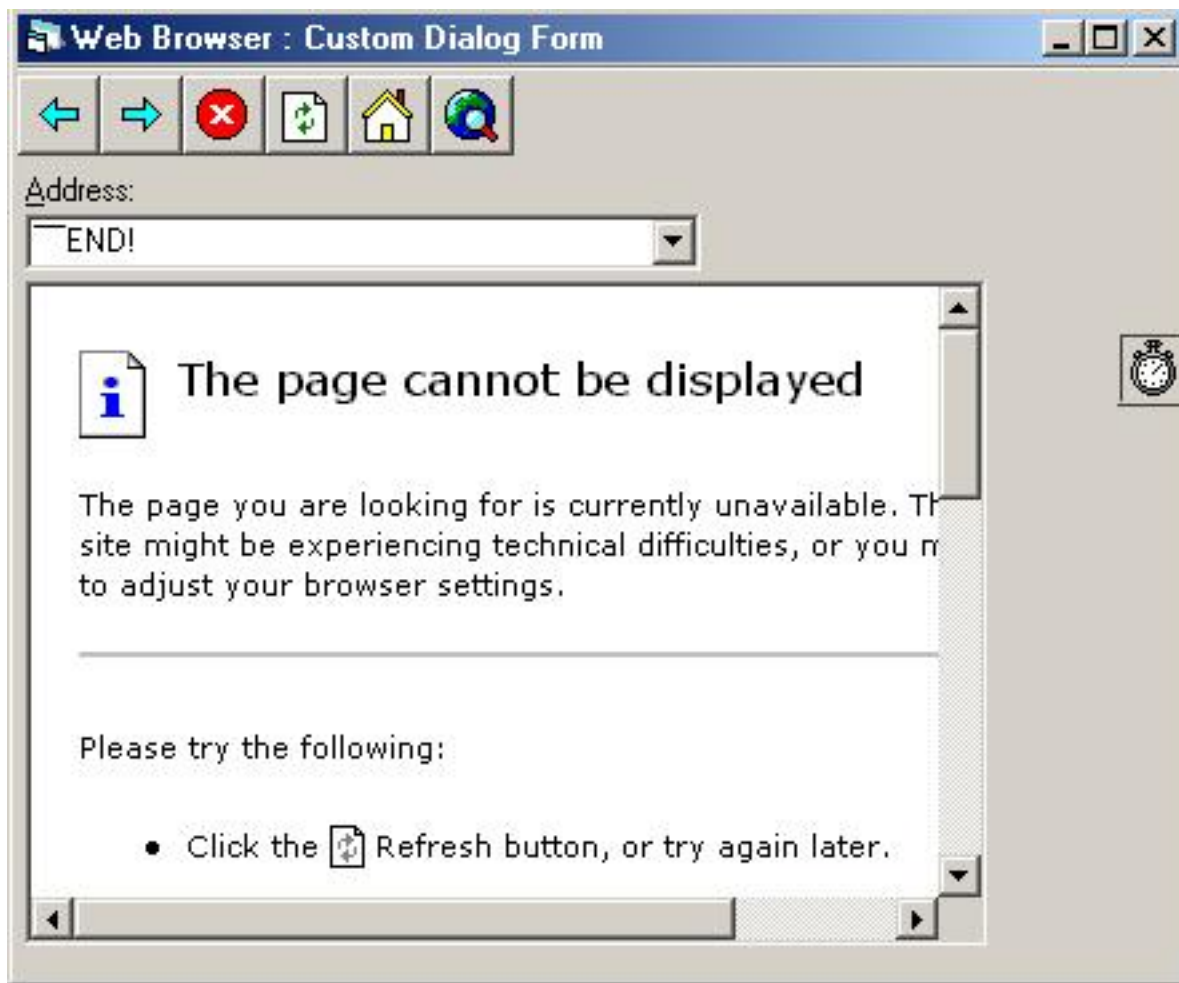 Web Browser : Custom Dialog Form
Address:
‾‾END!
The page cannot be displayed
The page you are looking for is currently unavailable. Th
site might be experiencing technical difficulties, or you m
to adjust your browser settings.
Please try the following:
• Click the Refresh button, or try again later.